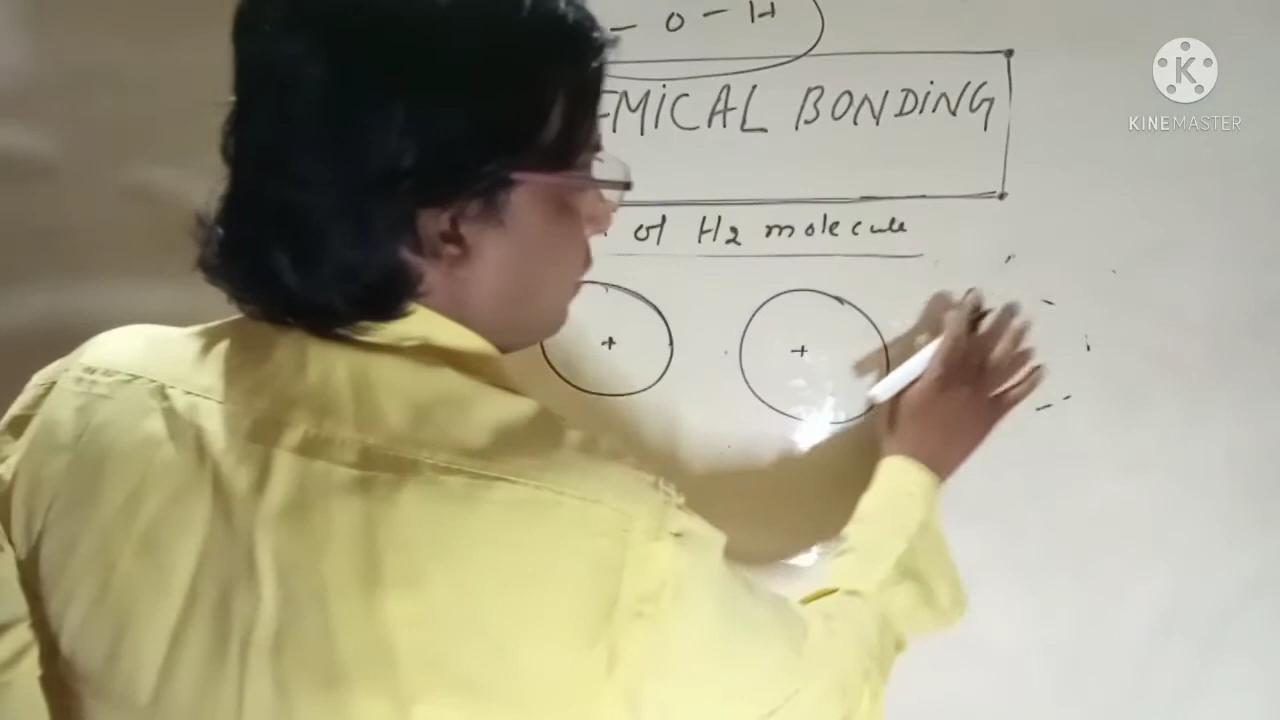 - O - H
EMICAL BONDING
of H2 molecule
+ +
KINEMASTER